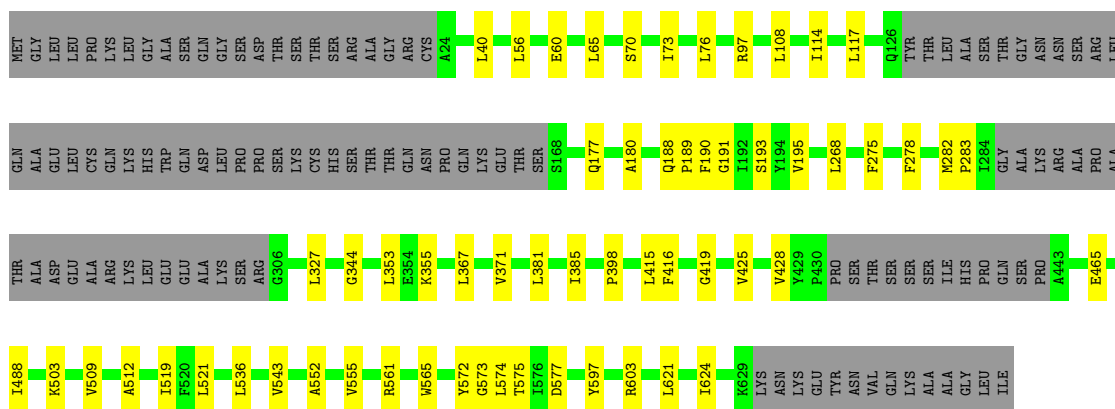 MET GLY LEU LEU PRO LYS LEU GLY ALA SER GLN GLY SER ASP THR SER THR SER ARG ALA GLY ARG CYS A24 L40 L56 E60 L65 S70 I73 L76 R97 L108 I114 L117 Q126 TYR THR LEU ALA SER THR GLY ASN ASN SER ARG LEU
GLN ALA GLU LEU CYS GLN LYS HIS TRP GLN ASP LEU PRO PRO SER LYS CYS HIS SER THR THR GLN ASN PRO GLN LYS GLU THR SER S168 Q177 A180 Q188 P189 F190 G191 I192 S193 Y194 V195 L268 F275 F278 M282 P283 I284 GLY ALA LYS ARG ALA PRO ALA
THR ALA ASP GLU ALA ARG LYS LEU GLU GLU ALA LYS SER ARG G306 L327 G344 L353 E354 K355 L367 V371 L381 I385 P398 L415 F416 G419 V425 V428 Y429 P430 PRO SER THR SER SER SER ILE HIS PRO GLN SER PRO A443 E465
I488 K503 V509 A512 I519 F520 L521 L536 V543 A552 V555 R561 W565 Y572 G573 L574 T575 I576 D577 Y597 R603 L621 I624 K629 LYS ASN LYS GLU TYR ASN VAL GLN LYS ALA ALA GLY LEU ILE